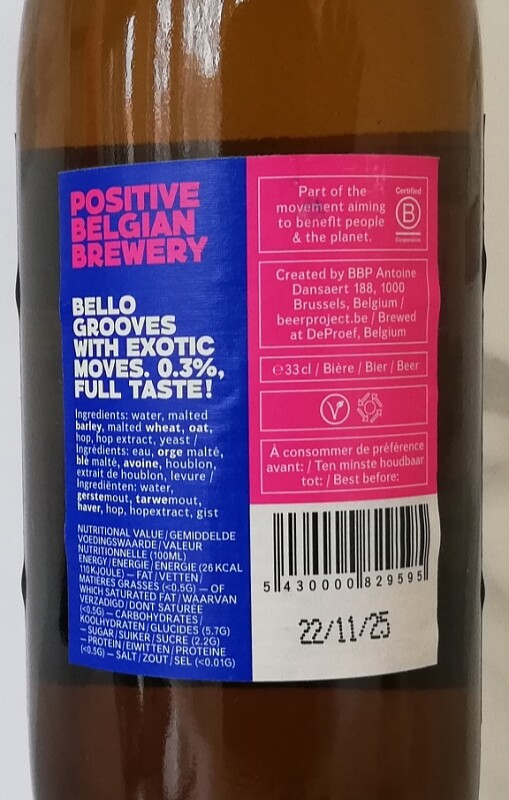 POSITIVE
BELGIAN
BREWERY
BELLO
GROOVES
WITH EXOTIC
MOVES. 0.3%,
FULL TASTE!
Ingredients: water, malted
barley, malted wheat, oat,
hop, hop extract, yeast /
Ingrédients: eau, orge malté,
blé malté, avoine, houblon,
extrait de houblon, levure /
Ingrediënten: water,
gerstemout, tarwemout,
haver, hop, hopextract, gist
NUTRITIONAL VALUE / GEMIDDELDE
VOEDINGSWAARDE / VALEUR
NUTRITIONNELLE (100ML)
ENERGY / ENERGIE / ENERGIE (26 KCAL
110 KJOULE) — FAT / VETTEN /
MATIÈRES GRASSES (<0.5G) — OF
WHICH SATURATED FAT / WAARVAN
VERZADIGD / DONT SATURÉE
(<0.5G) — CARBOHYDRATES /
KOOLHYDRATEN / GLUCIDES (5.7G)
— SUGAR / SUIKER / SUCRE (2.2G)
— PROTEIN / EIWITTEN / PROTÉINE
(<0.5G) — SALT / ZOUT / SEL (<0.01G)
Part of the
movement aiming
to benefit people
& the planet.
Certified
B
Corporation
Created by BBP Antoine
Dansaert 188, 1000
Brussels, Belgium /
beerproject.be / Brewed
at DeProef, Belgium
℮33cl / Bière / Bier / Beer
V
À consommer de préférence
avant: / Ten minste houdbaar
tot: / Best before:
5 430000 829595
22/11/25